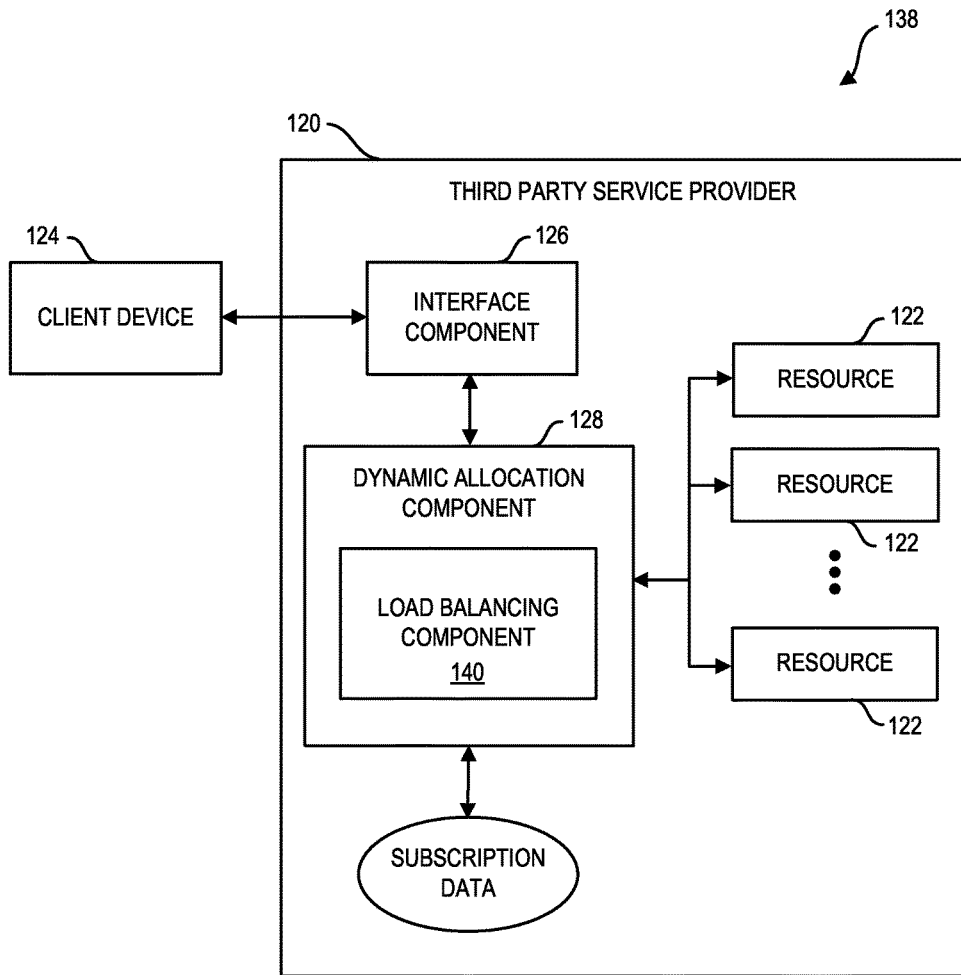 138
120
THIRD PARTY SERVICE PROVIDER
124
126
CLIENT DEVICE
INTERFACE
COMPONENT
122
RESOURCE
128
DYNAMIC ALLOCATION
COMPONENT
RESOURCE
122
LOAD BALANCING
COMPONENT
140
RESOURCE
122
SUBSCRIPTION
DATA